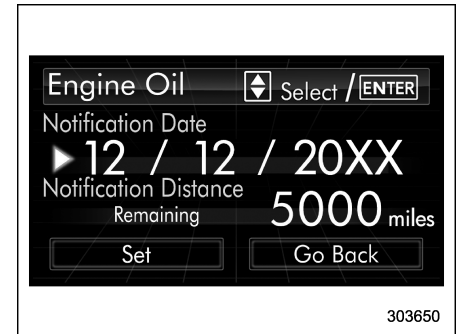 Engine Oil Select / ENTER
Notification Date
12 / 12 / 20XX
Notification Distance
Remaining 5000 miles
Set Go Back
303650